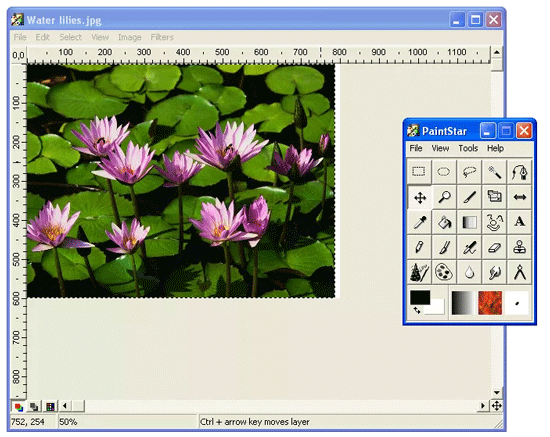 Water lilies.jpg
File Edit Select View Image Filters
0,0 100 200 300 400 500 600 700 800 900 1000 1100
100
200
300
400
500
600
700
800
PaintStar
File View Tools Help
A
752, 254 50% Ctrl + arrow key moves layer